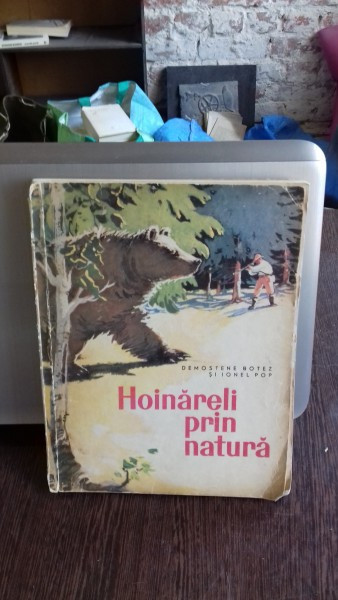 DEMOSTENE BOTEZ
ȘI IONEL POP
Hoinăreli
prin
natură